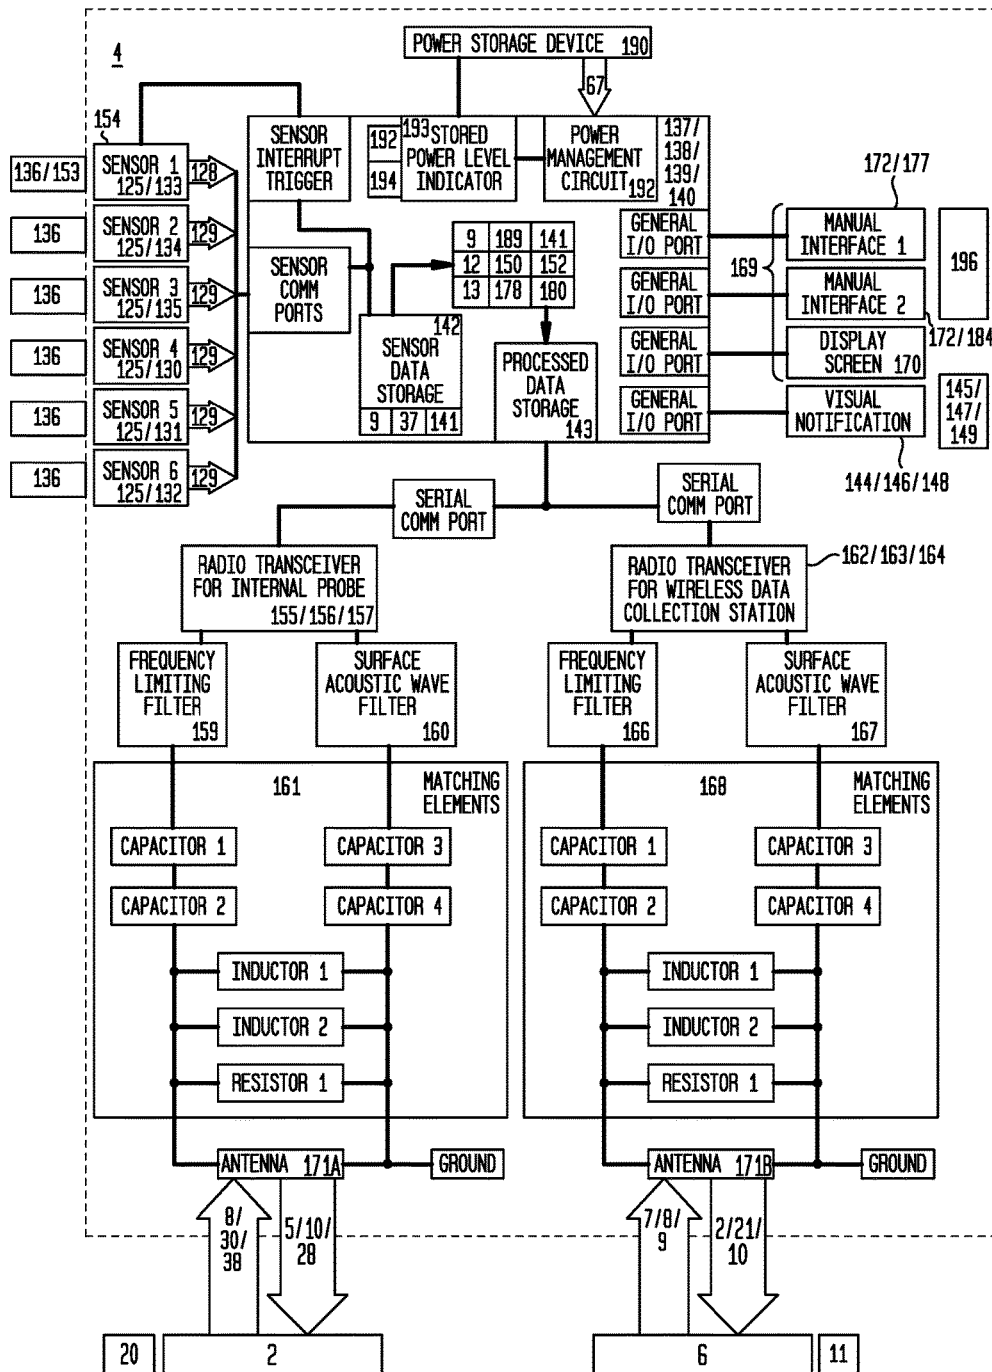 4
POWER STORAGE DEVICE 190
67
154
SENSOR 1
125/133
128
136/153
SENSOR 2
125/134
129
136
SENSOR 3
125/135
129
136
SENSOR 4
125/130
129
136
SENSOR 5
125/131
129
136
SENSOR 6
125/132
129
136
SENSOR
INTERRUPT
TRIGGER
192
194
193 STORED
POWER LEVEL
INDICATOR
POWER
MANAGEMENT
CIRCUIT 192
137/
138/
139/
140
SENSOR
COMM
PORTS
9 189 141
12 150 152
13 178 180
142
SENSOR
DATA
STORAGE
9 37 141
PROCESSED
DATA
STORAGE
143
GENERAL
I/O PORT
GENERAL
I/O PORT
GENERAL
I/O PORT
GENERAL
I/O PORT
169
172/177
MANUAL
INTERFACE 1
196
MANUAL
INTERFACE 2
172/184
DISPLAY
SCREEN 170
VISUAL
NOTIFICATION
145/
147/
149
144/146/148
SERIAL
COMM PORT
SERIAL
COMM PORT
RADIO TRANSCEIVER
FOR INTERNAL PROBE
155/156/157
RADIO TRANSCEIVER
FOR WIRELESS DATA
COLLECTION STATION
162/163/164
FREQUENCY
LIMITING
FILTER
159
SURFACE
ACOUSTIC WAVE
FILTER
160
FREQUENCY
LIMITING
FILTER
166
SURFACE
ACOUSTIC WAVE
FILTER
167
161
MATCHING
ELEMENTS
CAPACITOR 1
CAPACITOR 3
CAPACITOR 2
CAPACITOR 4
INDUCTOR 1
INDUCTOR 2
RESISTOR 1
168
MATCHING
ELEMENTS
CAPACITOR 1
CAPACITOR 3
CAPACITOR 2
CAPACITOR 4
INDUCTOR 1
INDUCTOR 2
RESISTOR 1
ANTENNA 171A
GROUND
ANTENNA 171B
GROUND
8/
30/
38
5/10/
28
7/8/
9
2/21/
10
20
2
6
11